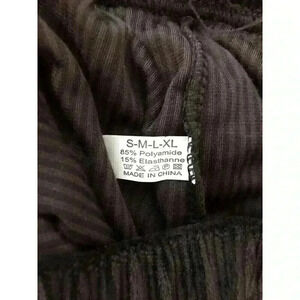 S-M-L-XL
85% Polyamide
15% Elasthanne
MADE IN CHINA